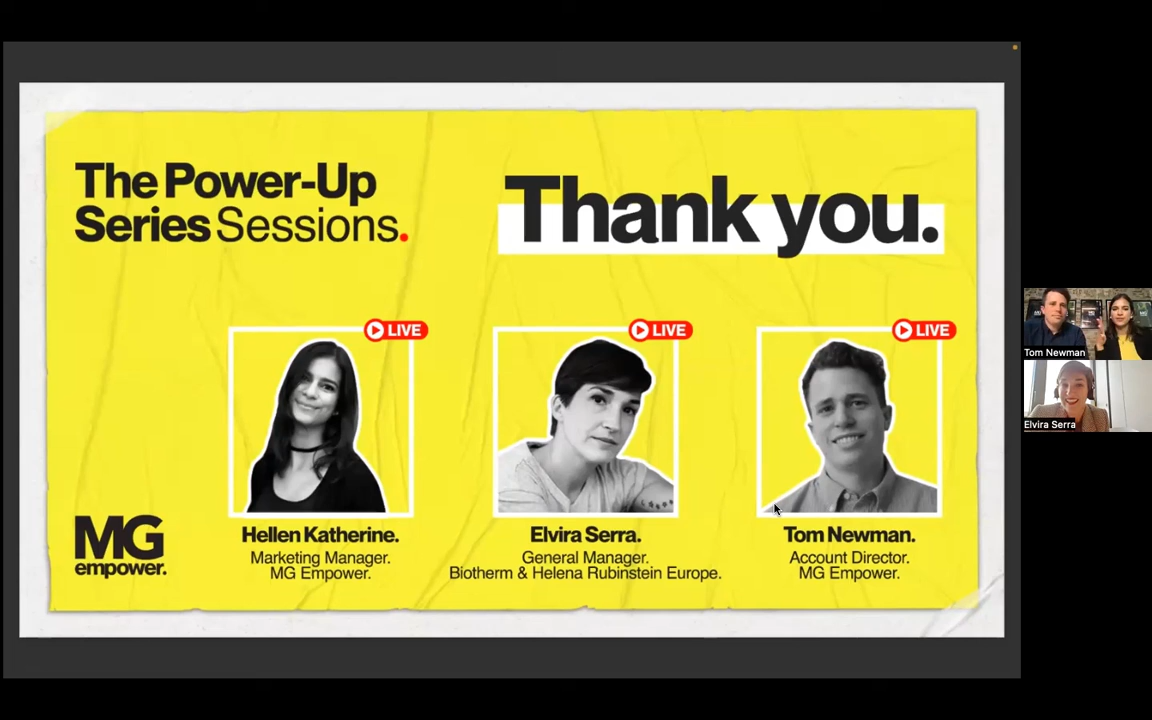 The Power-Up
Series Sessions.
Thank you.
LIVE
LIVE
LIVE
Hellen Katherine.
Marketing Manager.
MG Empower.
Elvira Serra.
General Manager.
Biotherm & Helena Rubinstein Europe.
Tom Newman.
Account Director.
MG Empower.
MG
empower.
Tom Newman
Elvira Serra